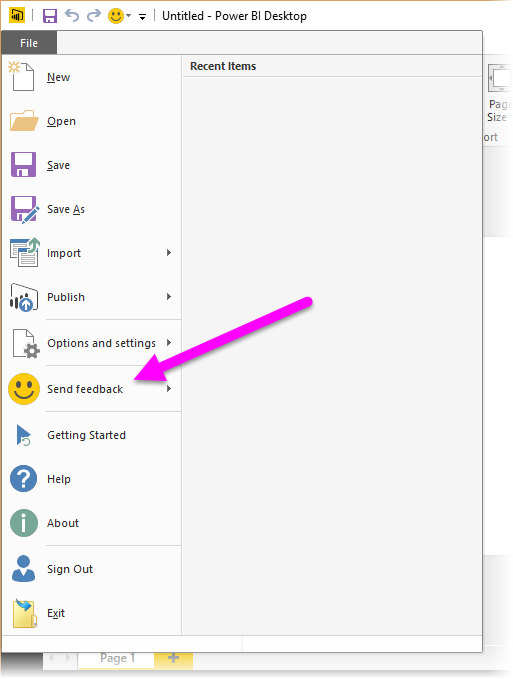 Untitled - Power BI Desktop
File
Recent Items
New
Open
Save
Save As
Import
Publish
Options and settings
Send feedback
Getting Started
Help
About
Sign Out
Exit
Page
Size
ort
Page 1